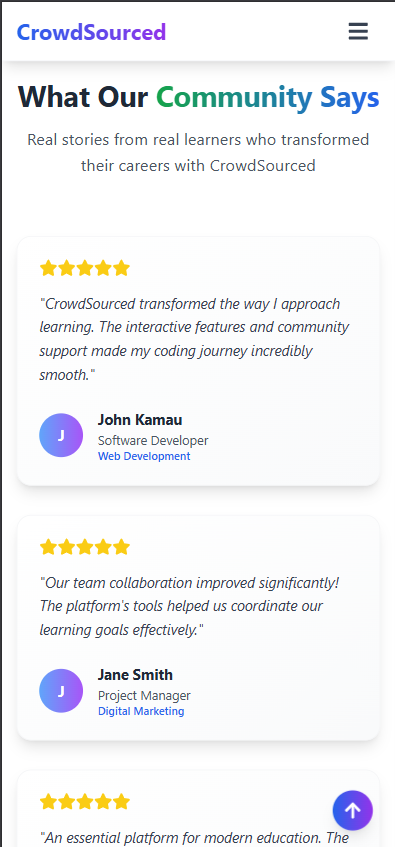 CrowdSourced
What Our Community Says
Real stories from real learners who transformed
their careers with CrowdSourced
"CrowdSourced transformed the way I approach
learning. The interactive features and community
support made my coding journey incredibly
smooth."
J
John Kamau
Software Developer
Web Development
"Our team collaboration improved significantly!
The platform's tools helped us coordinate our
learning goals effectively."
J
Jane Smith
Project Manager
Digital Marketing
"An essential platform for modern education. The